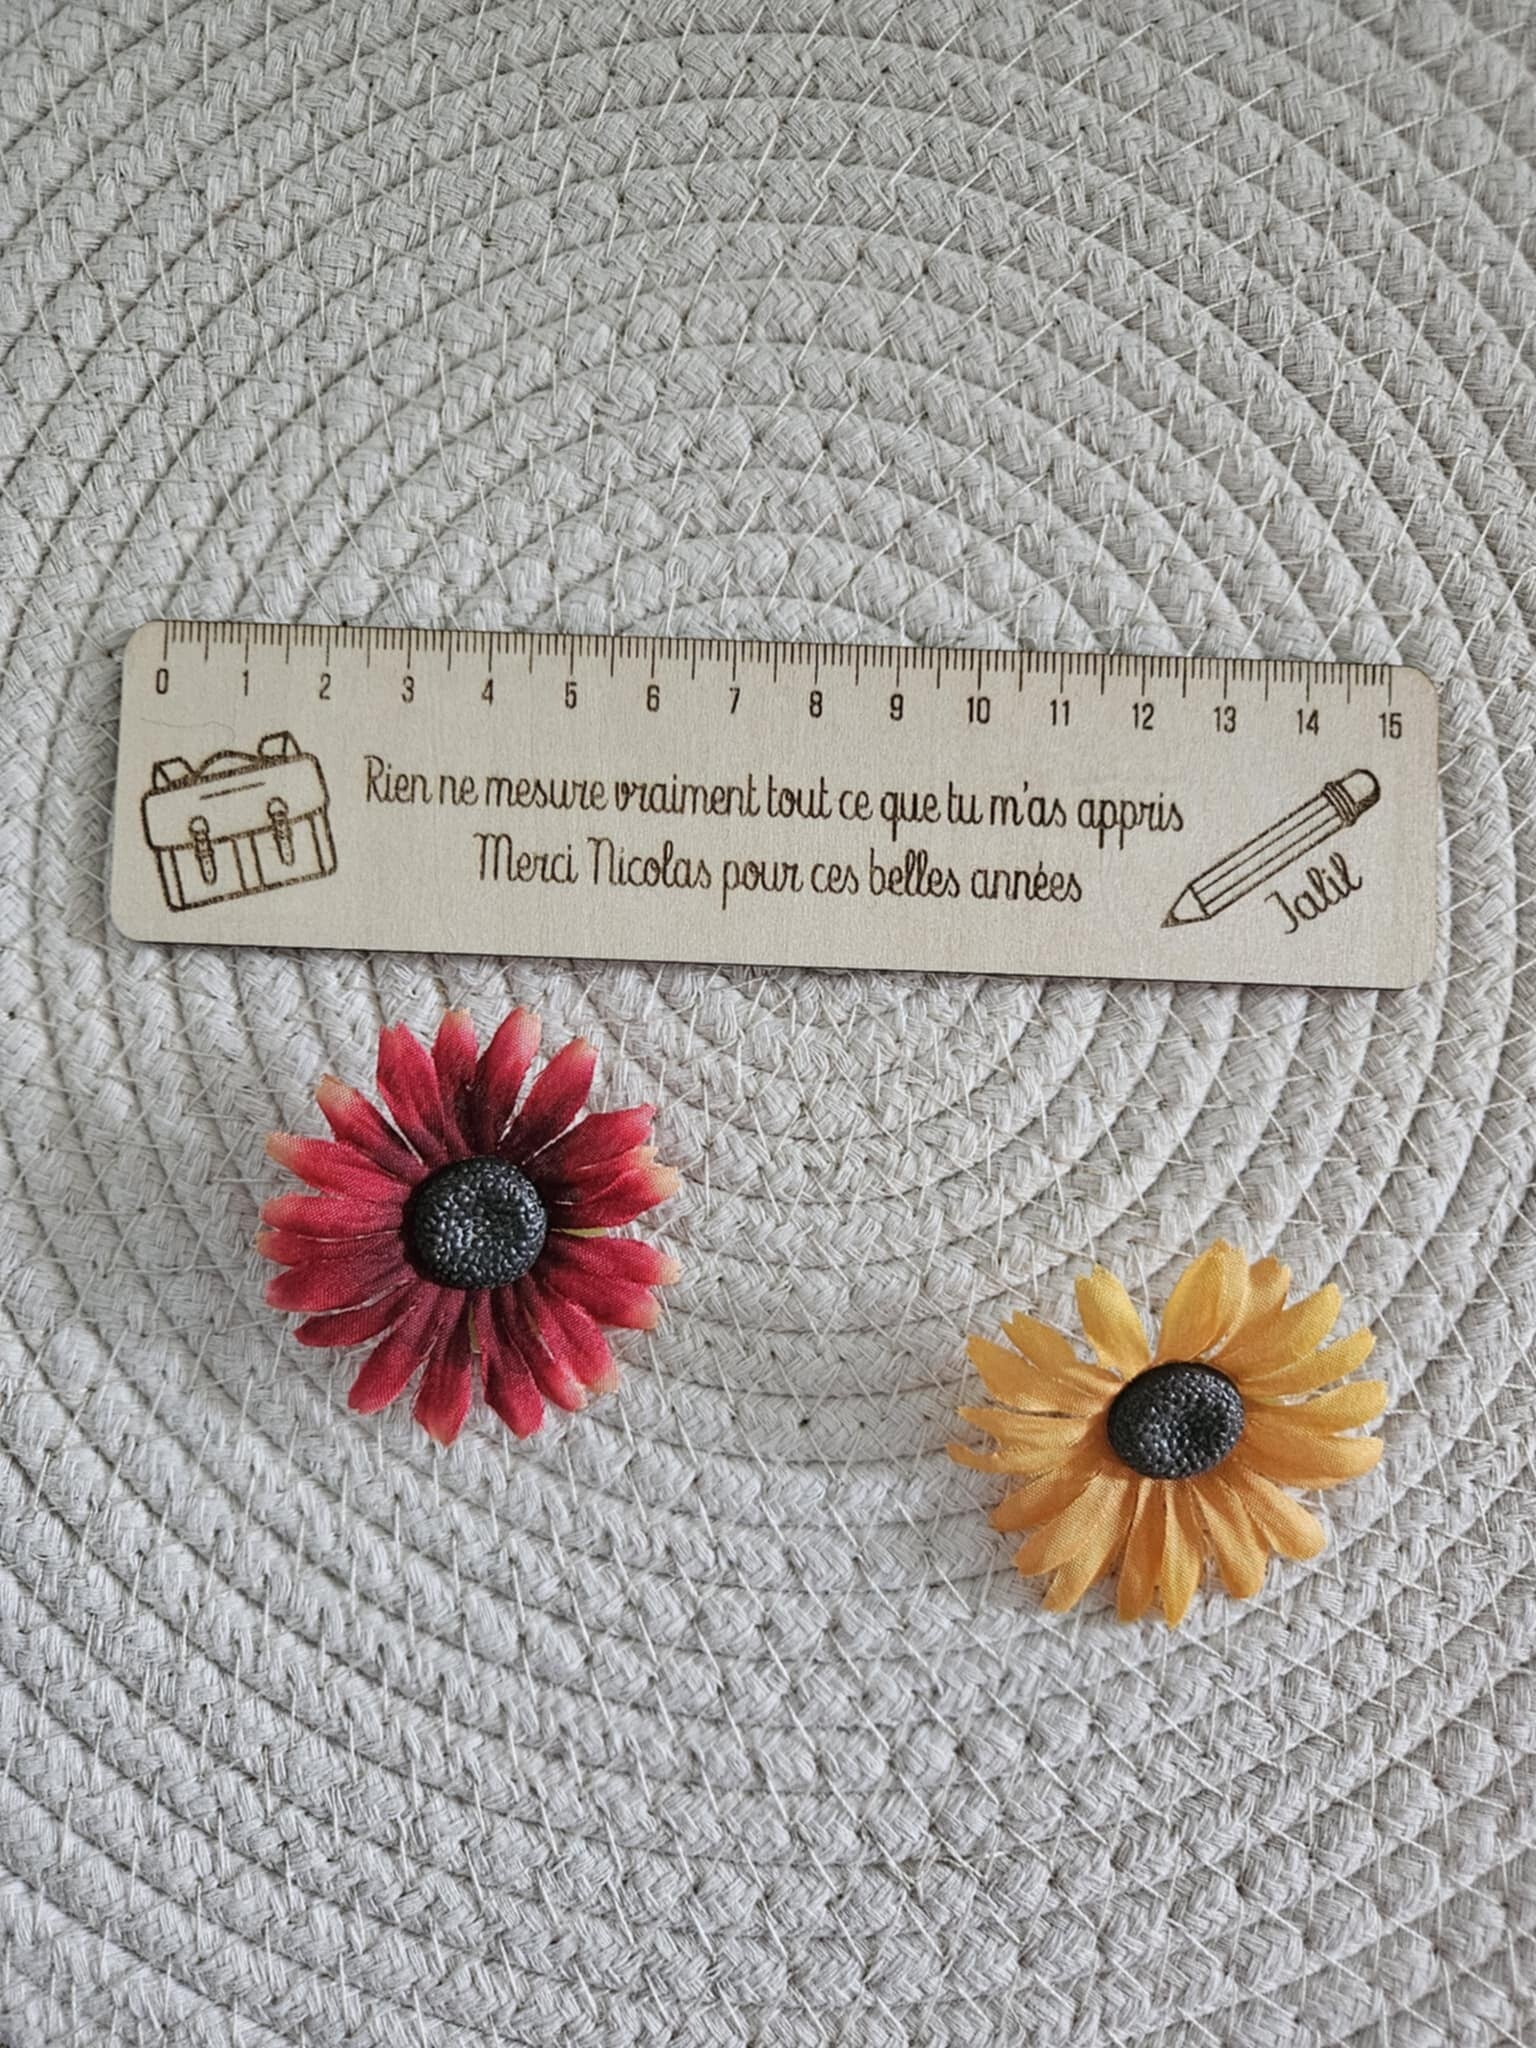 0 1 2 3 4 5 6 7 8 9 10 11 12 13 14 15
Rien ne mesure vraiment tout ce que tu m'as appris
Merci Nicolas pour ces belles années
Jalil